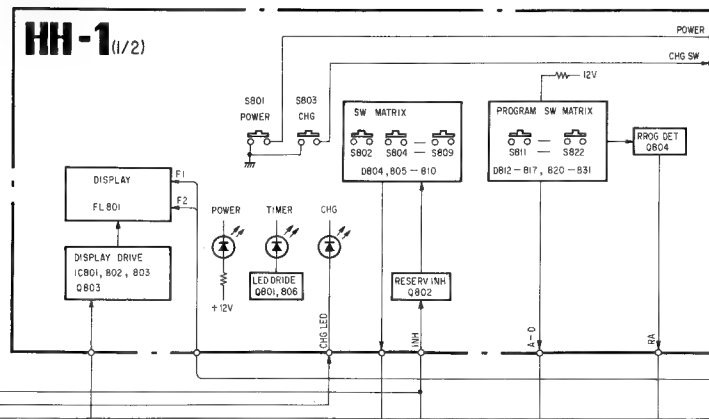 HH-1(1/2)
POWER
CHG SW
12V
S801
POWER
S803
CHG
SW MATRIX
S802 S804 — S809
D804, 805 — 810
PROGRAM SW MATRIX
S811 — S822
D812 — 817, 820 — 831
RROG DET
Q804
DISPLAY
FL801
F1
F2
POWER
+12V
TIMER
LED DRIDE
Q801, 806
CHG
DISPLAY DRIVE
IC801, 802, 803
Q803
RESERV INH
Q802
CHG LED
INH
A-D
RA